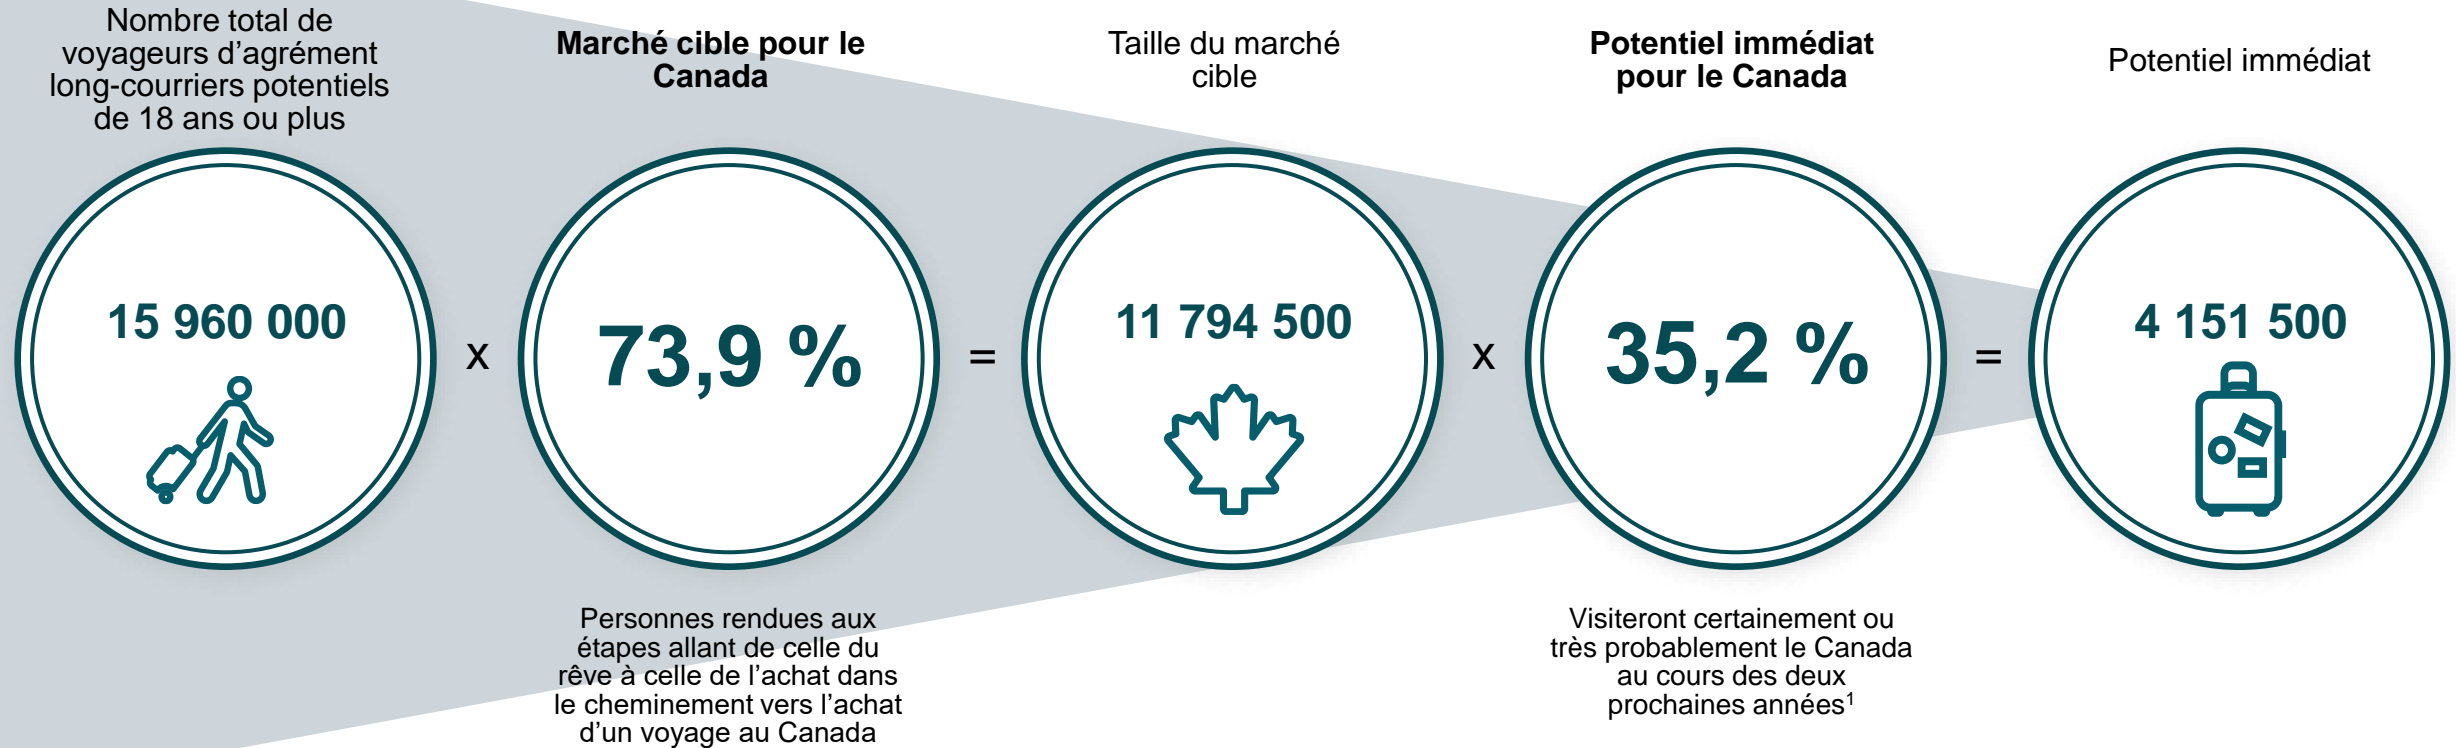 Nombre total de
voyageurs d’agrément
long-courriers potentiels
de 18 ans ou plus
Marché cible pour le
Canada
Taille du marché
cible
Potentiel immédiat
pour le Canada
Potentiel immédiat
15 960 000
x
73,9 %
=
11 794 500
x
35,2 %
=
4 151 500
Personnes rendues aux
étapes allant de celle du
rêve à celle de l’achat dans
le cheminement vers l’achat
d’un voyage au Canada
Visiteront certainement ou
très probablement le Canada
au cours des deux
prochaines années¹